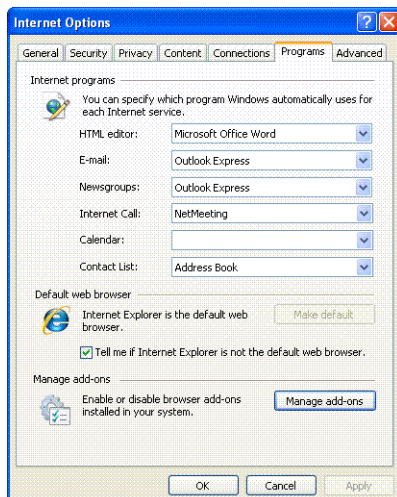 Internet Options
General Security Privacy Content Connections Programs Advanced
Internet programs
You can specify which program Windows automatically uses for
each Internet service.
HTML editor: Microsoft Office Word
E-mail: Outlook Express
Newsgroups: Outlook Express
Internet Call: NetMeeting
Calendar:
Contact List: Address Book
Default web browser
Internet Explorer is the default web
browser.
Make default
Tell me if Internet Explorer is not the default web browser.
Manage add-ons
Enable or disable browser add-ons
installed in your system.
Manage add-ons
OK Cancel Apply